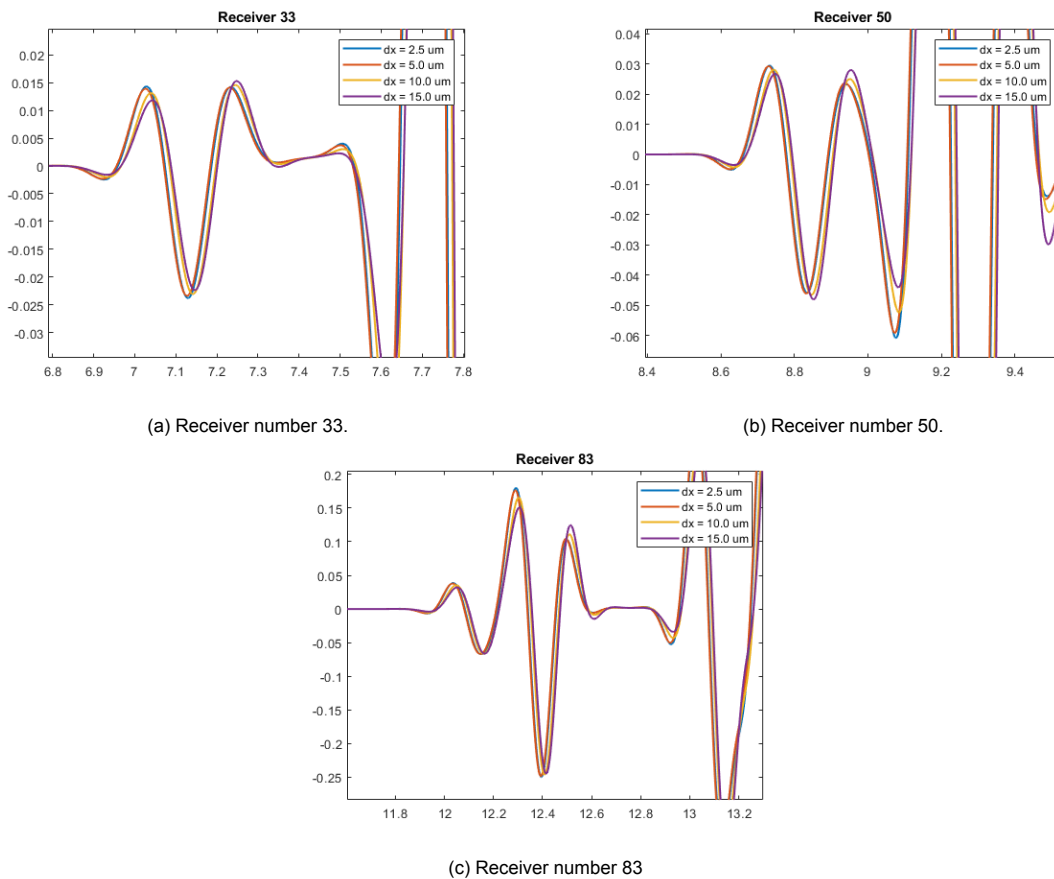 Receiver 33
0.02
0.015
0.01
0.005
0
-0.005
-0.01
-0.015
-0.02
-0.025
-0.03
6.8 6.9 7 7.1 7.2 7.3 7.4 7.5 7.6 7.7 7.8
dx = 2.5 um
dx = 5.0 um
dx = 10.0 um
dx = 15.0 um
(a) Receiver number 33.
Receiver 50
0.04
0.03
0.02
0.01
0
-0.01
-0.02
-0.03
-0.04
-0.05
-0.06
8.4 8.6 8.8 9 9.2 9.4
dx = 2.5 um
dx = 5.0 um
dx = 10.0 um
dx = 15.0 um
(b) Receiver number 50.
Receiver 83
0.2
0.15
0.1
0.05
0
-0.05
-0.1
-0.15
-0.2
-0.25
11.8 12 12.2 12.4 12.6 12.8 13 13.2
dx = 2.5 um
dx = 5.0 um
dx = 10.0 um
dx = 15.0 um
(c) Receiver number 83